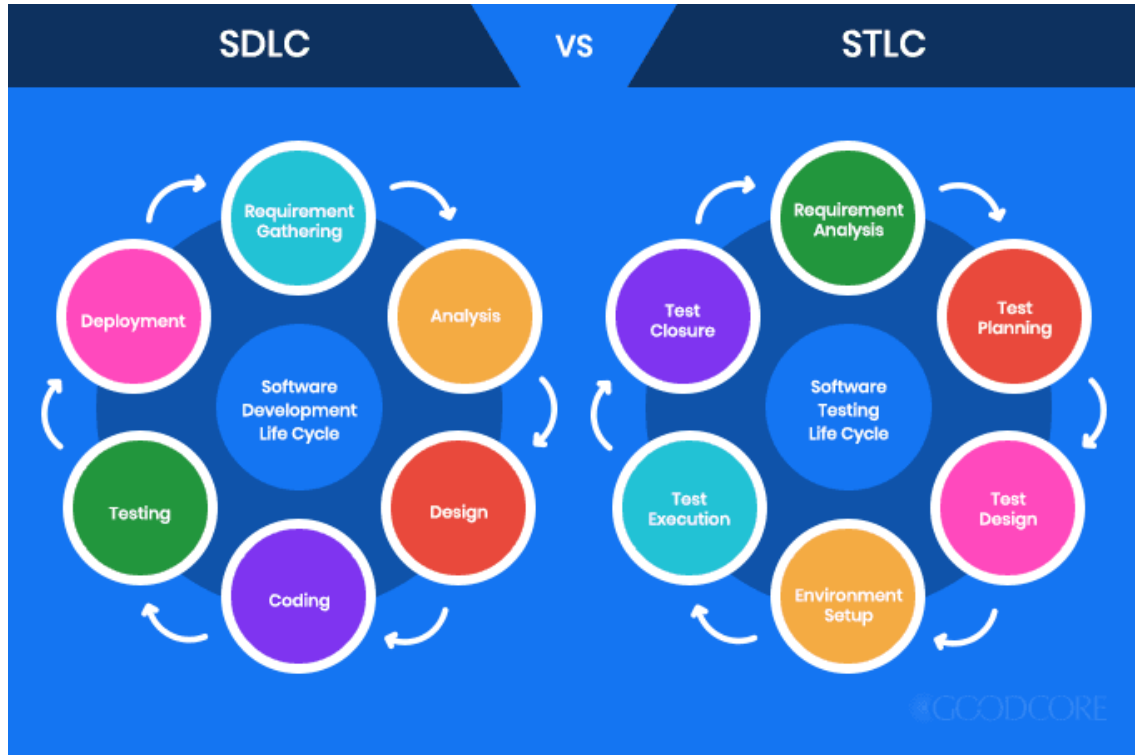 SDLC
VS
STLC
Requirement
Gathering
Analysis
Design
Coding
Testing
Deployment
Software
Development
Life Cycle
Requirement
Analysis
Test
Planning
Test
Design
Environment
Setup
Test
Execution
Test
Closure
Software
Testing
Life Cycle
GOODCORE